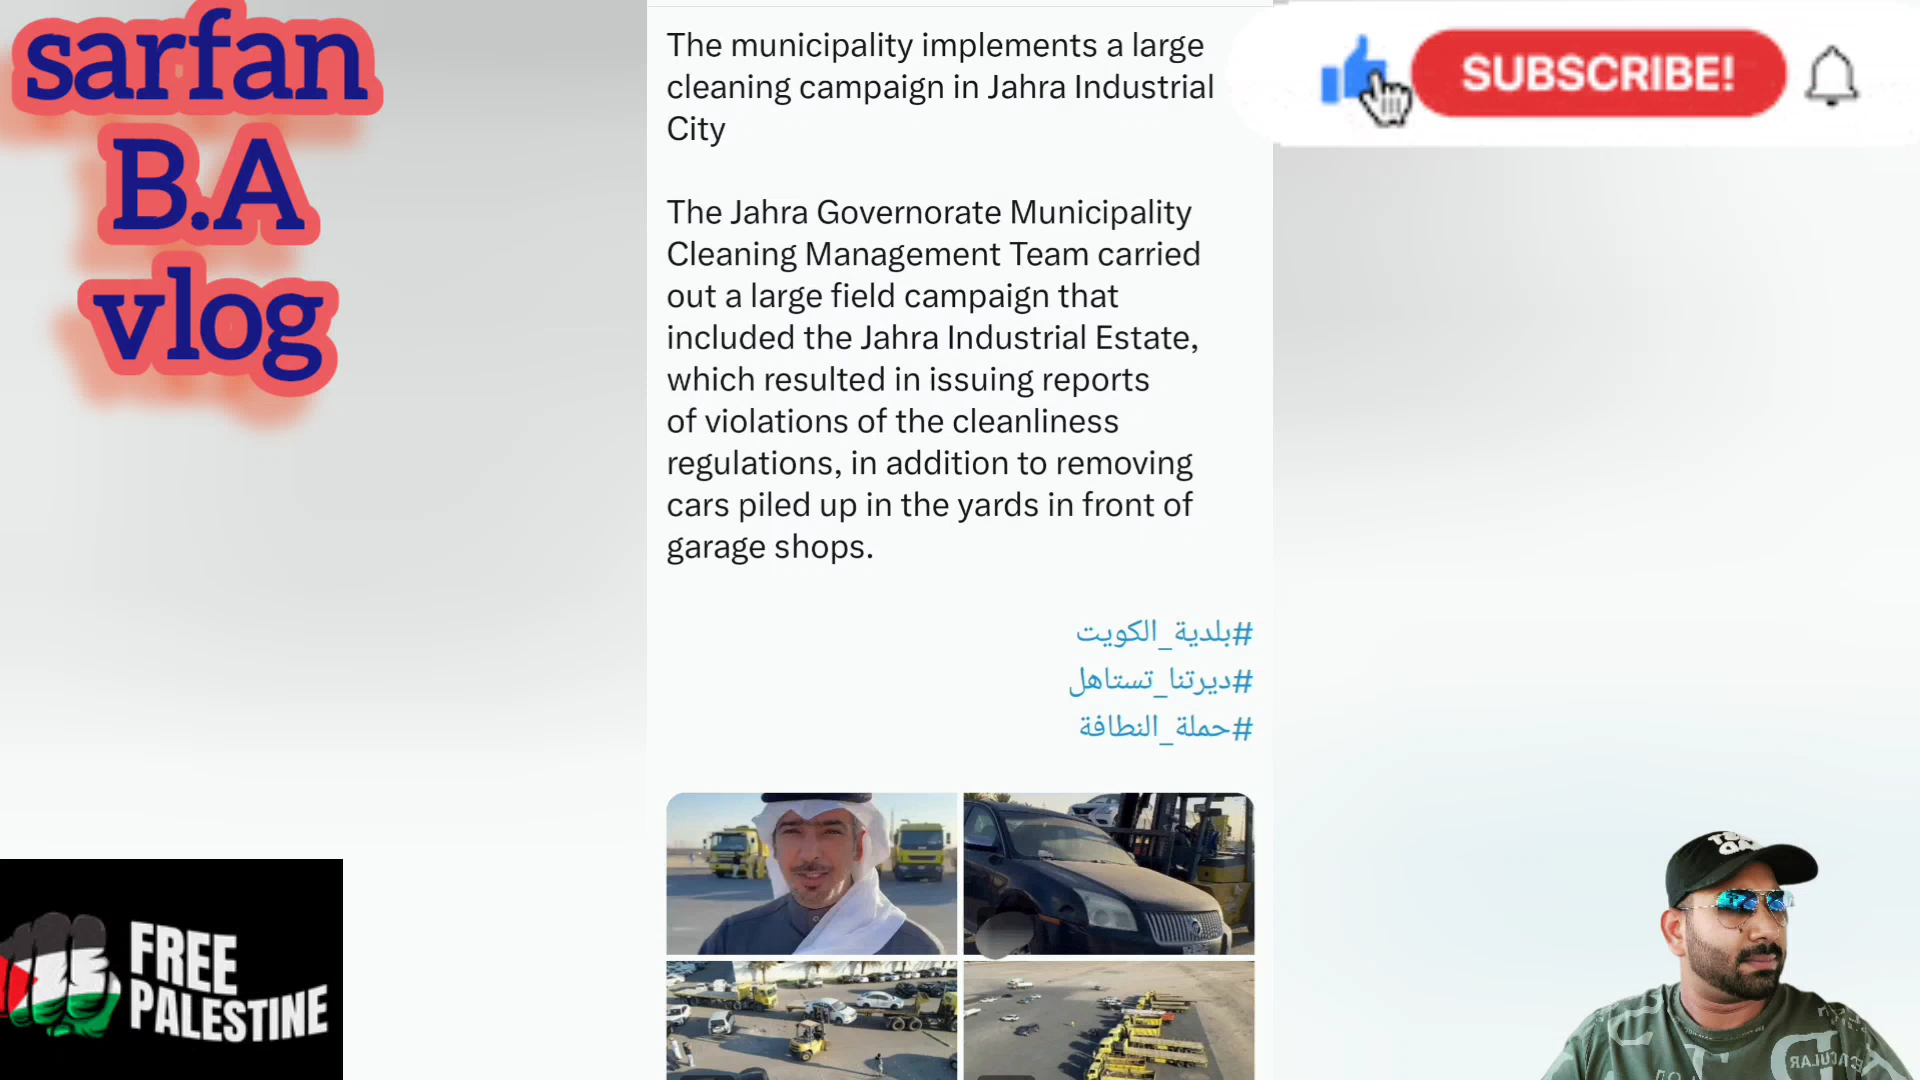 sarfan
B.A
vlog
The municipality implements a large
cleaning campaign in Jahra Industrial
City
The Jahra Governorate Municipality
Cleaning Management Team carried
out a large field campaign that
included the Jahra Industrial Estate,
which resulted in issuing reports
of violations of the cleanliness
regulations, in addition to removing
cars piled up in the yards in front of
garage shops.
#بلدية_الكويت
#ديرتنا_تستاهل
#حملة_النظافة
SUBSCRIBE!
FREE
PALESTINE